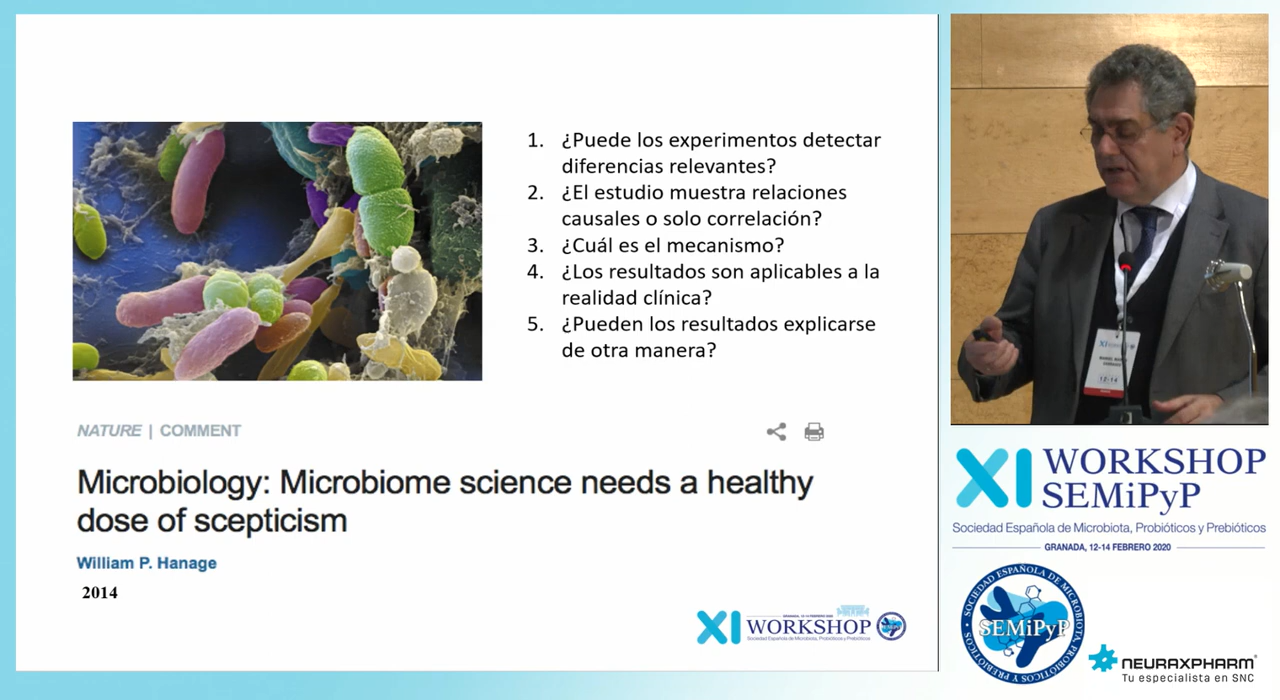 1. ¿Puede los experimentos detectar
diferencias relevantes?
2. ¿El estudio muestra relaciones
causales o solo correlación?
3. ¿Cuál es el mecanismo?
4. ¿Los resultados son aplicables a la
realidad clínica?
5. ¿Pueden los resultados explicarse
de otra manera?
NATURE | COMMENT
Microbiology: Microbiome science needs a healthy
dose of scepticism
William P. Hanage
2014
XI WORKSHOP
Sociedad Española de Microbiota, Probióticos y Prebióticos
XI WORKSHOP
SEMiPyP
Sociedad Española de Microbiota, Probióticos y Prebióticos
GRANADA, 12-14 FEBRERO 2020
SOCIEDAD ESPAÑOLA DE MICROBIOTA, PROBIÓTICOS Y PREBIÓTICOS
SEMiPyP
NEURAXPHARM
Tu especialista en SNC
XI
12-14